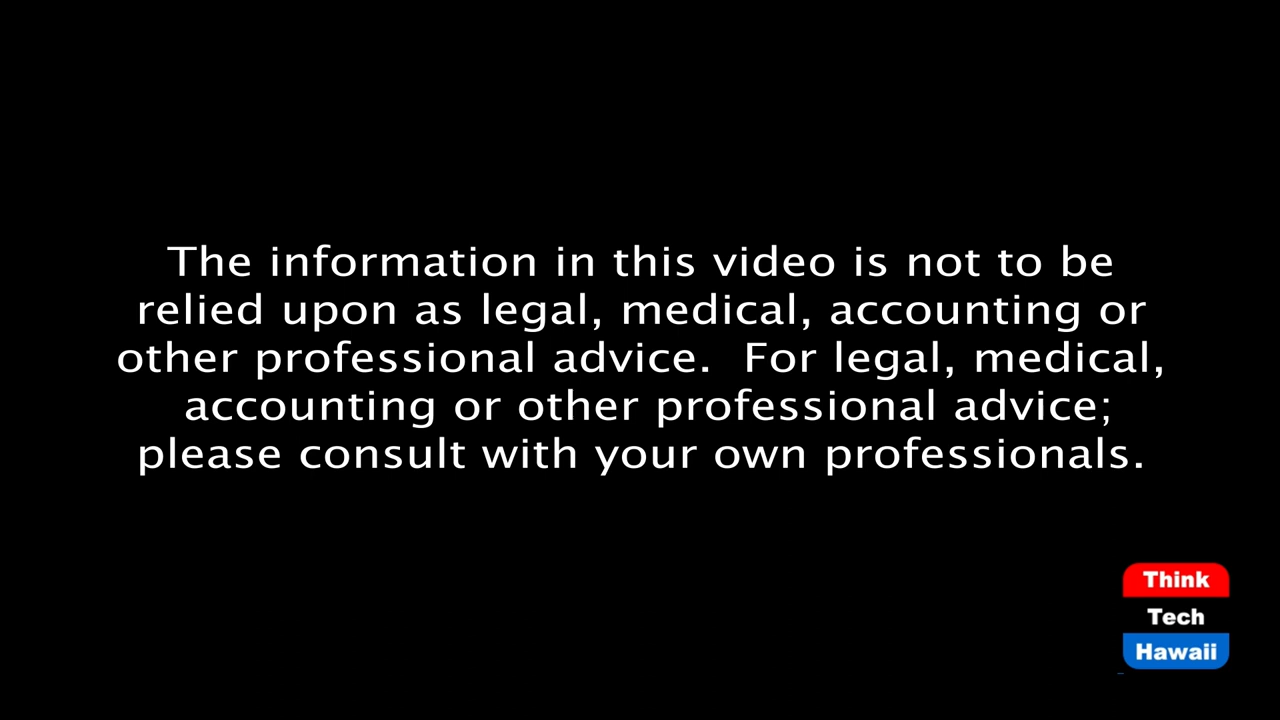 The information in this video is not to be
relied upon as legal, medical, accounting or
other professional advice.  For legal, medical,
accounting or other professional advice;
please consult with your own professionals.
Think
Tech
Hawaii